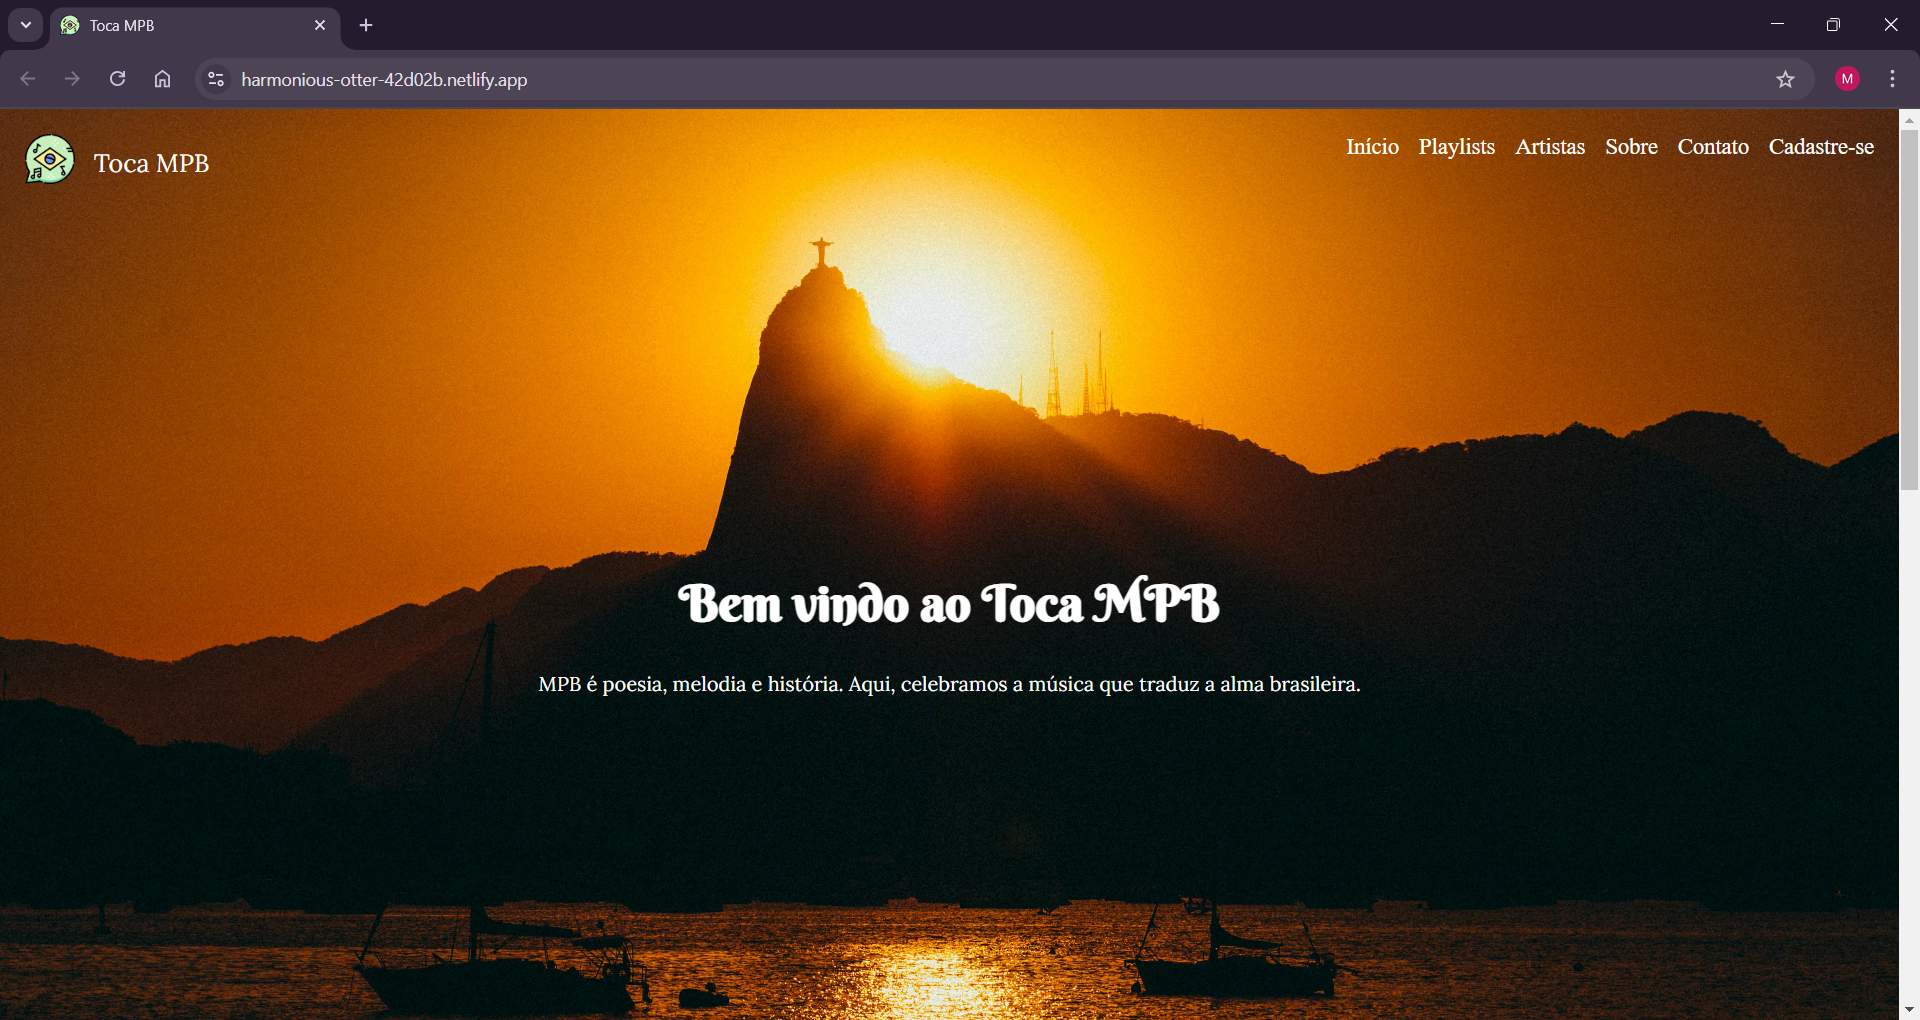 Toca MPB
harmonious-otter-42d02b.netlify.app
M
Toca MPB
Início Playlists Artistas Sobre Contato Cadastre-se
Bem vindo ao Toca MPB
MPB é poesia, melodia e história. Aqui, celebramos a música que traduz a alma brasileira.